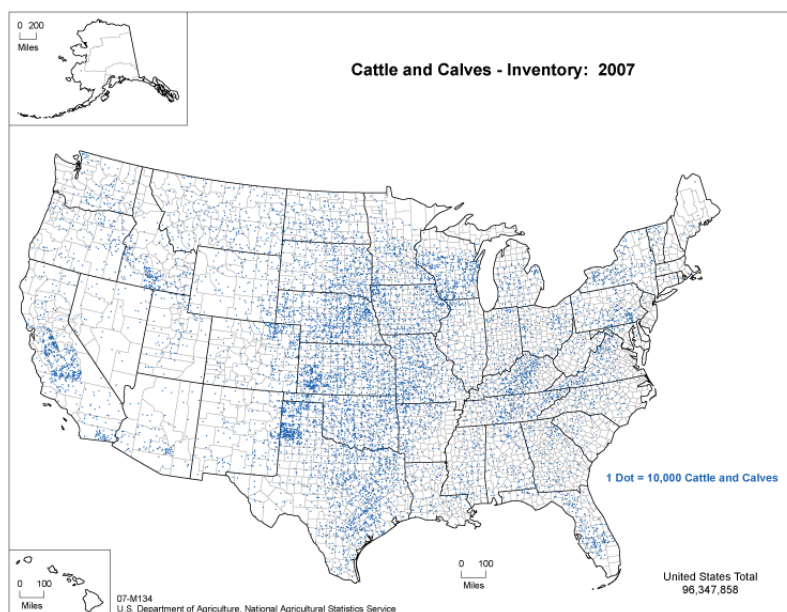 0 200
Miles
Cattle and Calves - Inventory: 2007
1 Dot = 10,000 Cattle and Calves
0 100
Miles
0 100
Miles
United States Total
96,347,858
07-M134
U.S. Department of Agriculture, National Agricultural Statistics Service